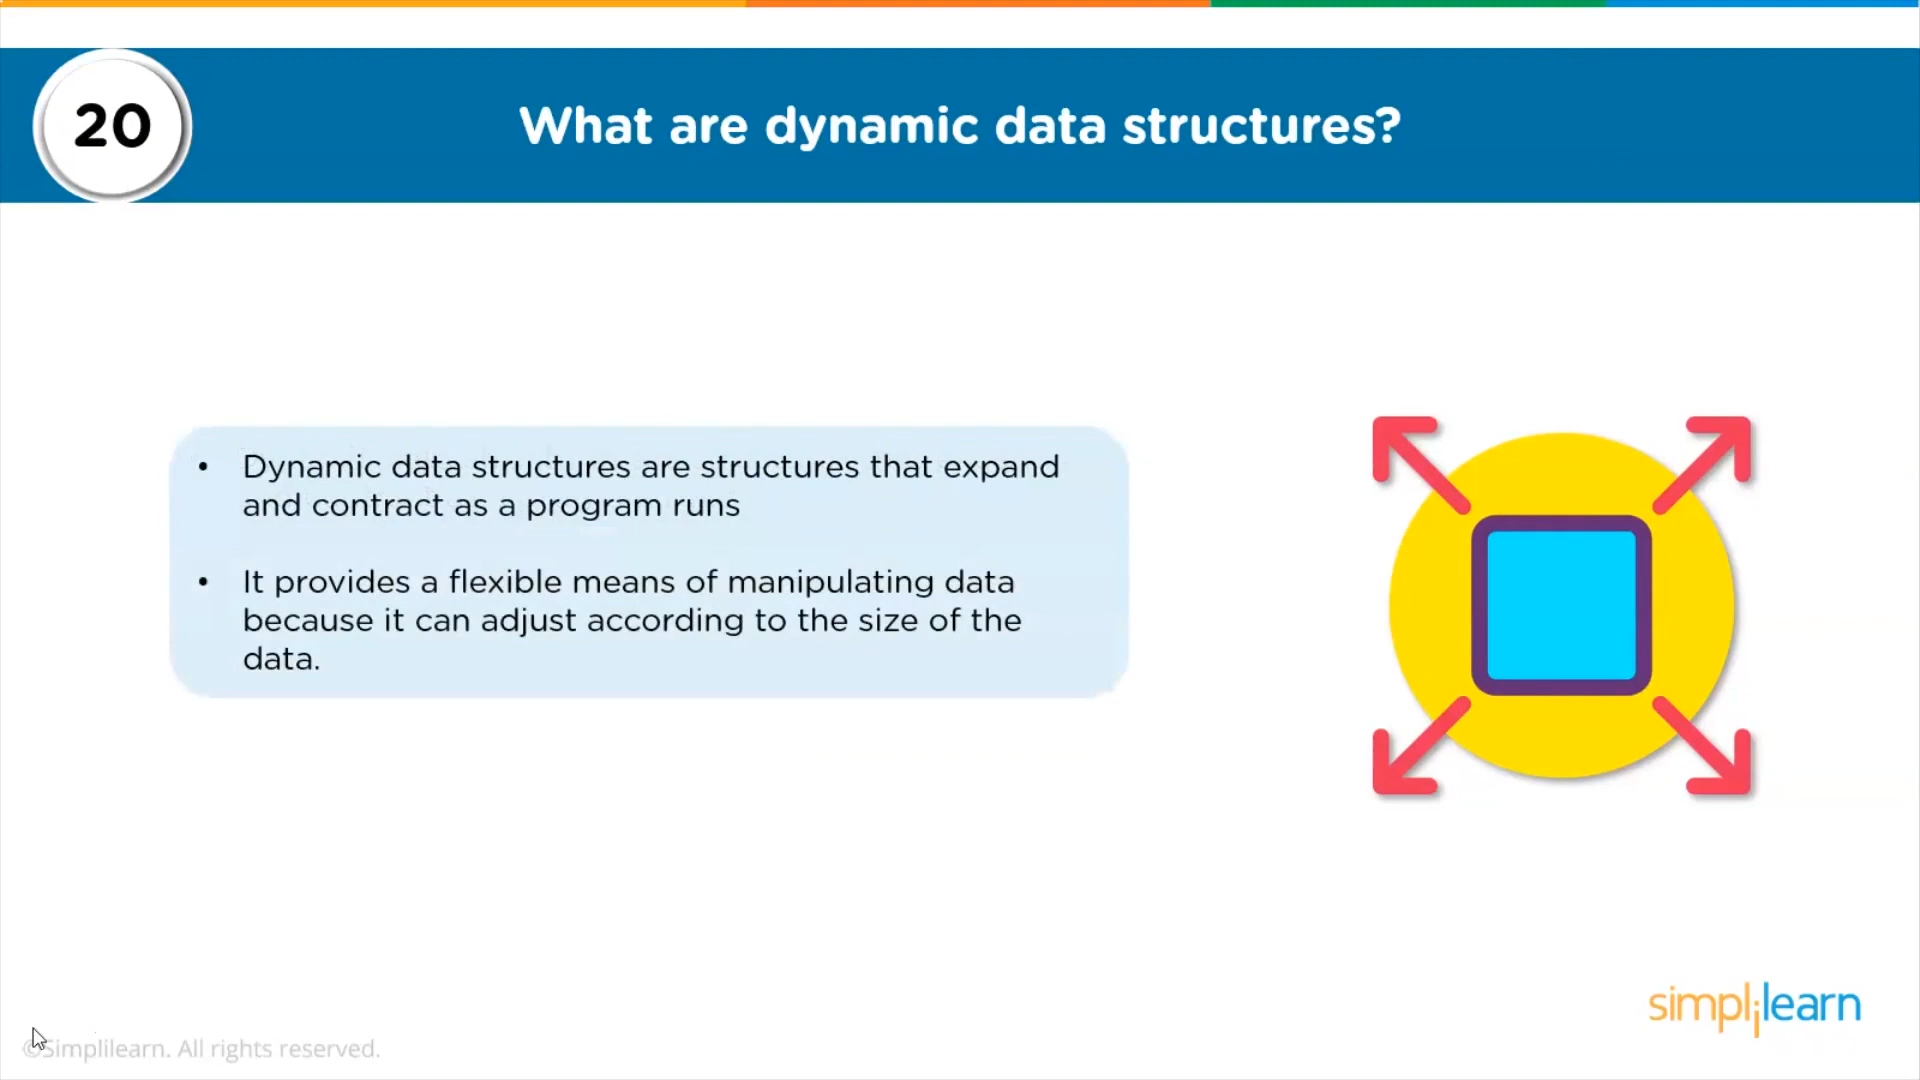 20
What are dynamic data structures?
• Dynamic data structures are structures that expand
and contract as a program runs
• It provides a flexible means of manipulating data
because it can adjust according to the size of the
data.
simplilearn
©Simplilearn. All rights reserved.